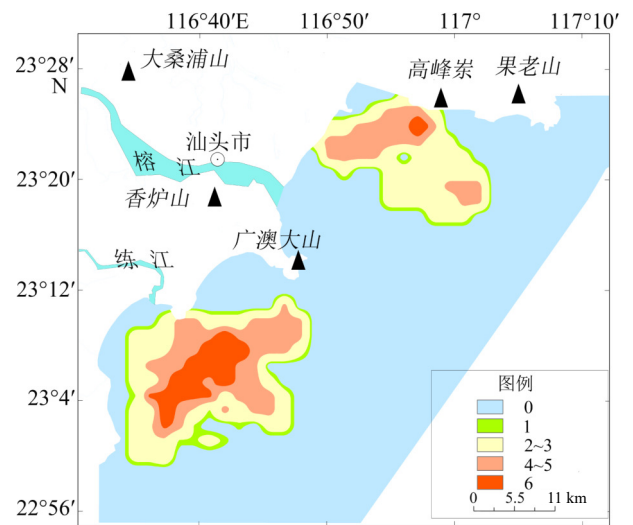 116°40′E
116°50′
117°
117°10′
23°28′
N
大桑浦山
高峰岽
果老山
汕头市
榕 江
23°20′
香炉山
广澳大山
练 江
23°12′
23°4′
图例
0
1
2~3
4~5
6
0 5.5 11 km
22°56′